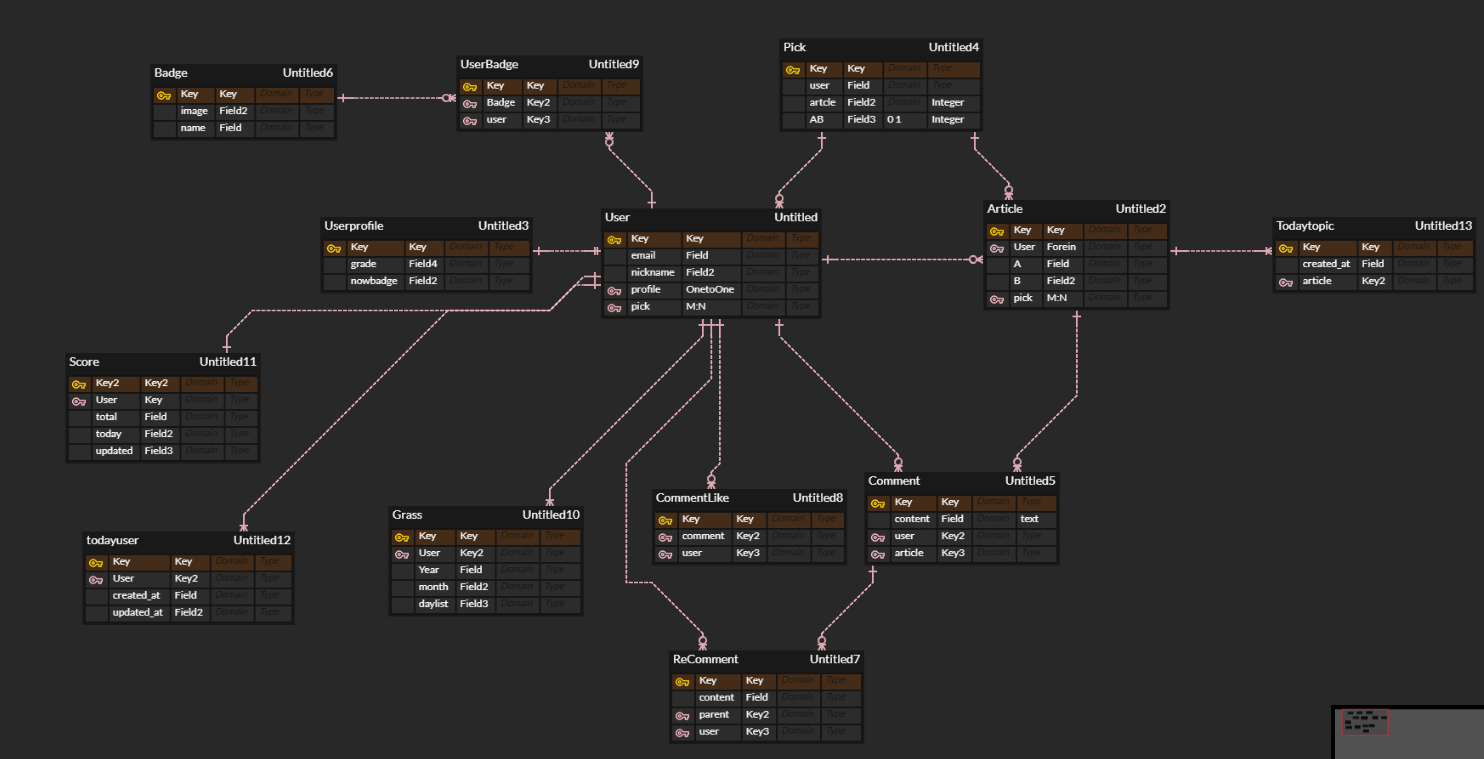 Badge Untitled6
Key Key Domain Type
image Field2 Domain Type
name Field Domain Type
UserBadge Untitled9
Key Key Domain Type
Badge Key2 Domain Type
user Key3 Domain Type
Pick Untitled4
Key Key Domain Type
user Field
artcle Field2 Domain Integer
AB Field3 0 1 Integer
Userprofile Untitled3
Key Key Domain Type
grade Field4 Domain Type
nowbadge Field2 Domain Type
User Untitled
Key Key Domain Type
email Field Domain Type
nickname Field2 Domain Type
profile OnetoOne Domain Type
pick M:N Domain Type
Article Untitled2
Key Key Domain Type
User Forein Domain Type
A Field Domain Type
B Field2 Domain Type
pick M:N Domain Type
Todaytopic Untitled13
Key Key Domain Type
created_at Field Domain Type
article Key2 Domain Type
Score Untitled11
Key2 Key2 Domain Type
User Key Domain Type
total Field Domain Type
today Field2 Domain Type
updated Field3 Domain Type
todayuser Untitled12
Key Key Domain Type
User Key2 Domain Type
created_at Field Domain Type
updated_at Field2 Domain Type
Grass Untitled10
Key Key Domain Type
User Key2 Domain Type
Year Field Domain Type
month Field2 Domain Type
daylist Field3 Domain Type
CommentLike Untitled8
Key Key Domain Type
comment Key2 Domain Type
user Key3 Domain Type
Comment Untitled5
Key Key Domain Type
content Field Domain text
user Key2 Domain Type
article Key3 Domain Type
ReComment Untitled7
Key Key Domain Type
content Field Domain Type
parent Key2 Domain Type
user Key3 Domain Type